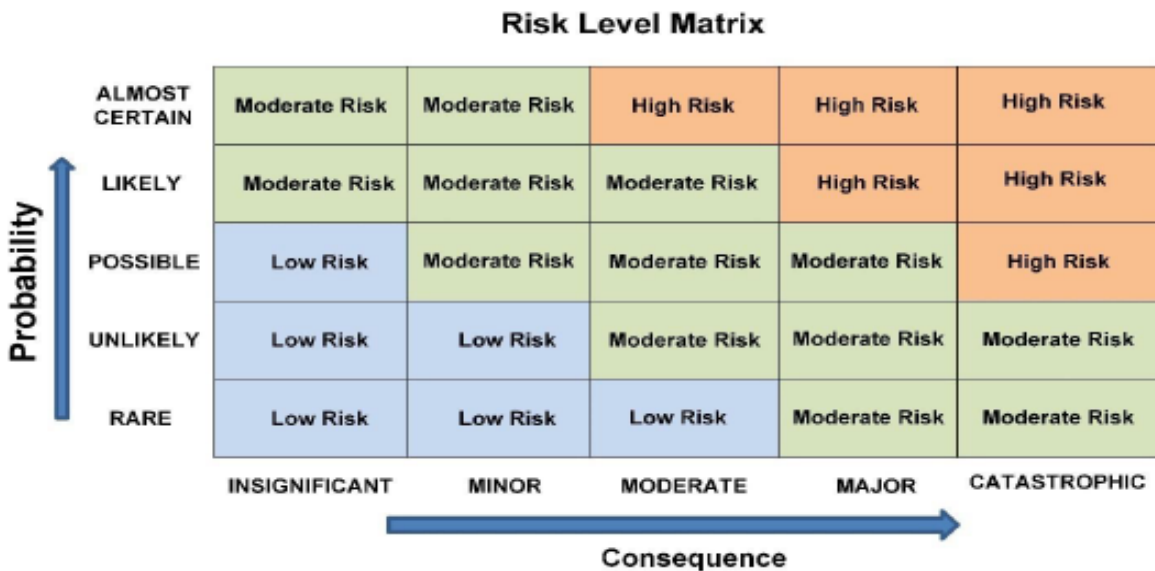 Risk Level Matrix
Probability
ALMOST
CERTAIN
Moderate Risk
Moderate Risk
High Risk
High Risk
High Risk
LIKELY
Moderate Risk
Moderate Risk
Moderate Risk
High Risk
High Risk
POSSIBLE
Low Risk
Moderate Risk
Moderate Risk
Moderate Risk
High Risk
UNLIKELY
Low Risk
Low Risk
Moderate Risk
Moderate Risk
Moderate Risk
RARE
Low Risk
Low Risk
Low Risk
Moderate Risk
Moderate Risk
INSIGNIFICANT
MINOR
MODERATE
MAJOR
CATASTROPHIC
Consequence